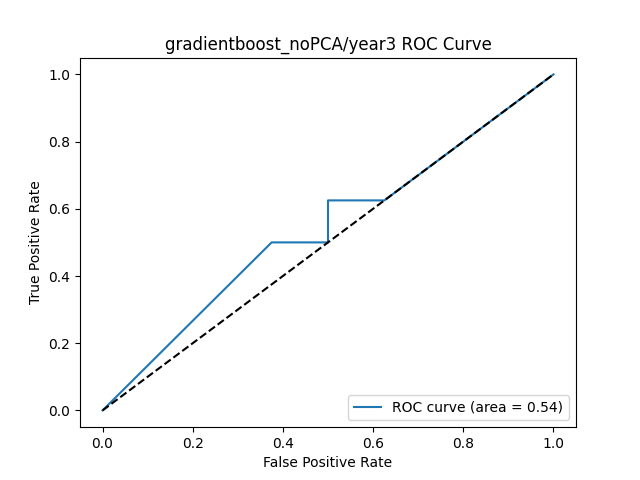 gradientboost_noPCA/year3 ROC Curve
True Positive Rate
1.0
0.8
0.6
0.4
0.2
0.0
ROC curve (area = 0.54)
0.0 0.2 0.4 0.6 0.8 1.0
False Positive Rate